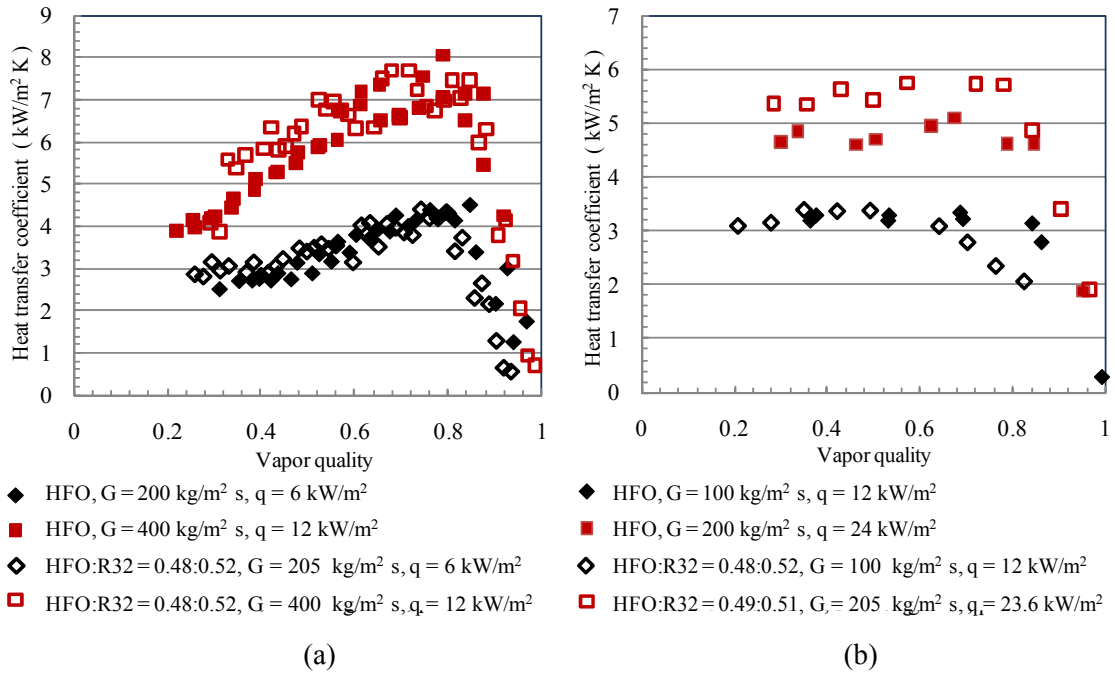 Heat transfer coefficient ( kW/m² K )
9
8
7
6
5
4
3
2
1
0
0 0.2 0.4 0.6 0.8 1
Vapor quality
HFO, G = 200 kg/m² s, q = 6 kW/m²
HFO, G = 400 kg/m² s, q = 12 kW/m²
HFO:R32 = 0.48:0.52, G = 205 kg/m² s, q = 6 kW/m²
HFO:R32 = 0.48:0.52, G = 400 kg/m² s, q = 12 kW/m²
(a)
Heat transfer coefficient ( kW/m² K )
7
6
5
4
3
2
1
0
0 0.2 0.4 0.6 0.8 1
Vapor quality
HFO, G = 100 kg/m² s, q = 12 kW/m²
HFO, G = 200 kg/m² s, q = 24 kW/m²
HFO:R32 = 0.48:0.52, G = 100 kg/m² s, q = 12 kW/m²
HFO:R32 = 0.49:0.51, G = 205 kg/m² s, q = 23.6 kW/m²
(b)